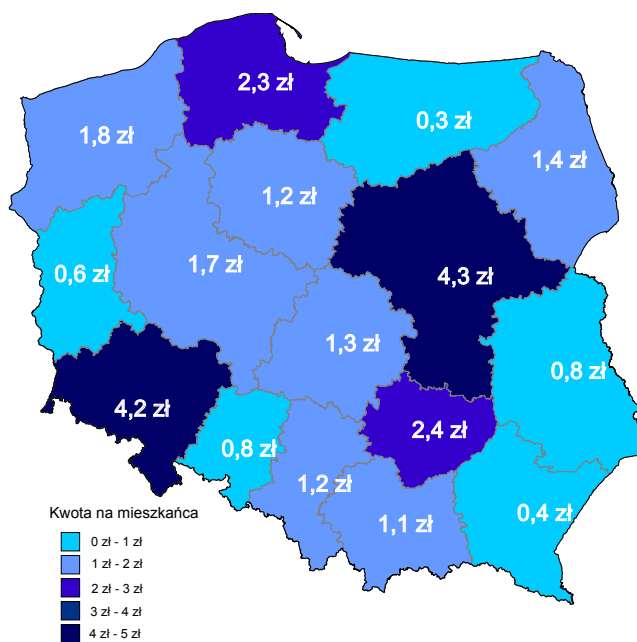 2,3 zł
0,3 zł
1,8 zł
1,4 zł
1,2 zł
1,7 zł
0,6 zł
4,3 zł
1,3 zł
0,8 zł
4,2 zł
2,4 zł
0,8 zł
1,2 zł
1,1 zł
0,4 zł
Kwota na mieszkańca
0 zł - 1 zł
1 zł - 2 zł
2 zł - 3 zł
3 zł - 4 zł
4 zł - 5 zł